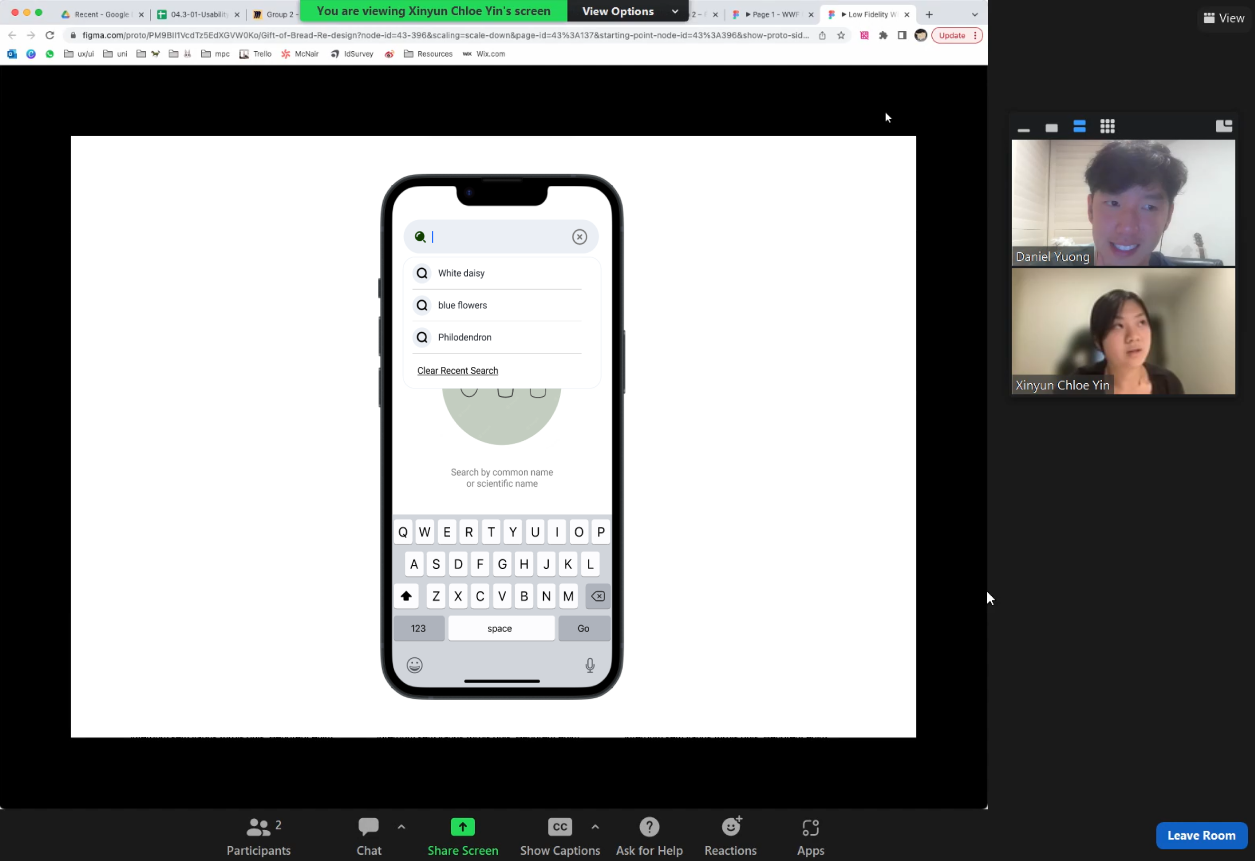 Recent - Google
04.3-01-Usabili
Group 2 -
You are viewing Xinyun Chloe Yin's screen
View Options
Page 1 - WWF
Low Fidelity W
figma.com/proto/PM9BIl1VcdTz5EdXGVW0Kq/Gift-of-Bread-Re-design?node-id=43-396&scaling=scale-down&page-id=43%3A137&starting-point-node-id=43%3A396&show-proto-sid...
Update
ux/ui
uni
mpc
Trello
McNair
IdSurvey
Resources
Wix.com
View
Daniel Yuong
Xinyun Chloe Yin
White daisy
blue flowers
Philodendron
Clear Recent Search
Search by common name
or scientific name
Q W E R T Y U I O P
A S D F G H J K L
Z X C V B N M
123 space Go
2
CC
Participants
Chat
Share Screen
Show Captions
Ask for Help
Reactions
Apps
Leave Room